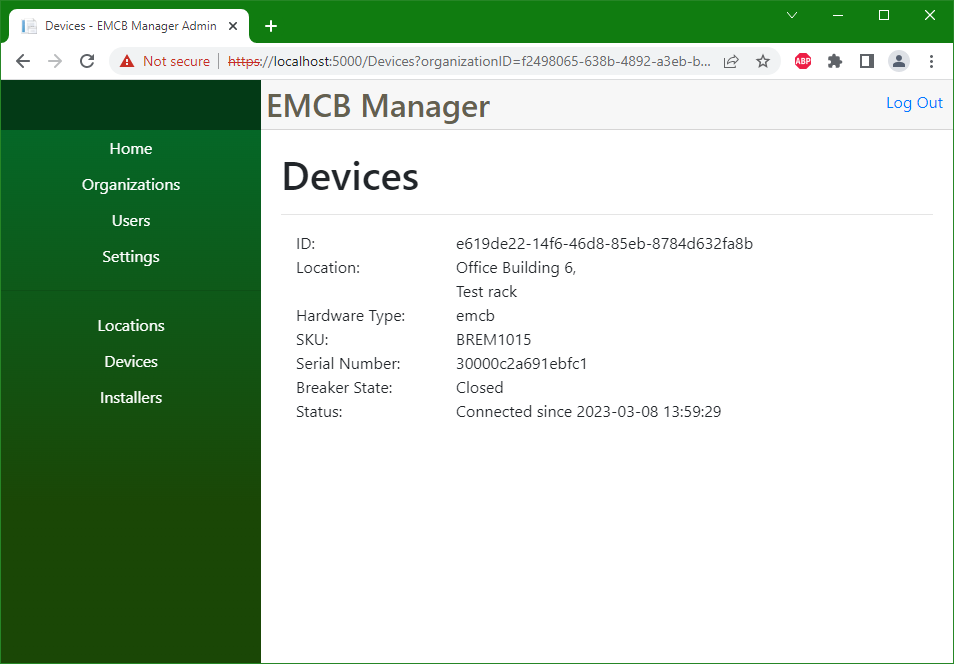 Devices - EMCB Manager Admin
Not secure
https://localhost:5000/Devices?organizationID=f2498065-638b-4892-a3eb-b...
ABP
EMCB Manager
Log Out
Home
Organizations
Users
Settings
Locations
Devices
Installers
Devices
ID: e619de22-14f6-46d8-85eb-8784d632fa8b
Location: Office Building 6,
Test rack
Hardware Type: emcb
SKU: BREM1015
Serial Number: 30000c2a691ebfc1
Breaker State: Closed
Status: Connected since 2023-03-08 13:59:29